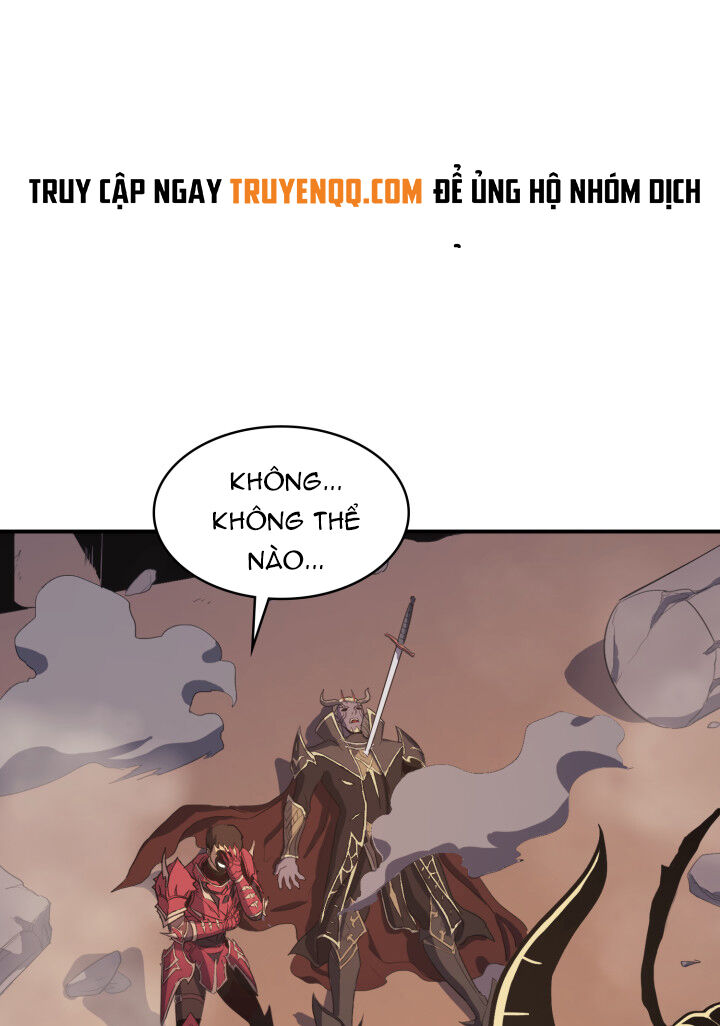 TRUY CẬP NGAY TRUYENQQ.COM ĐỂ ỦNG HỘ NHÓM DỊCH
KHÔNG...
KHÔNG THỂ
NÀO...